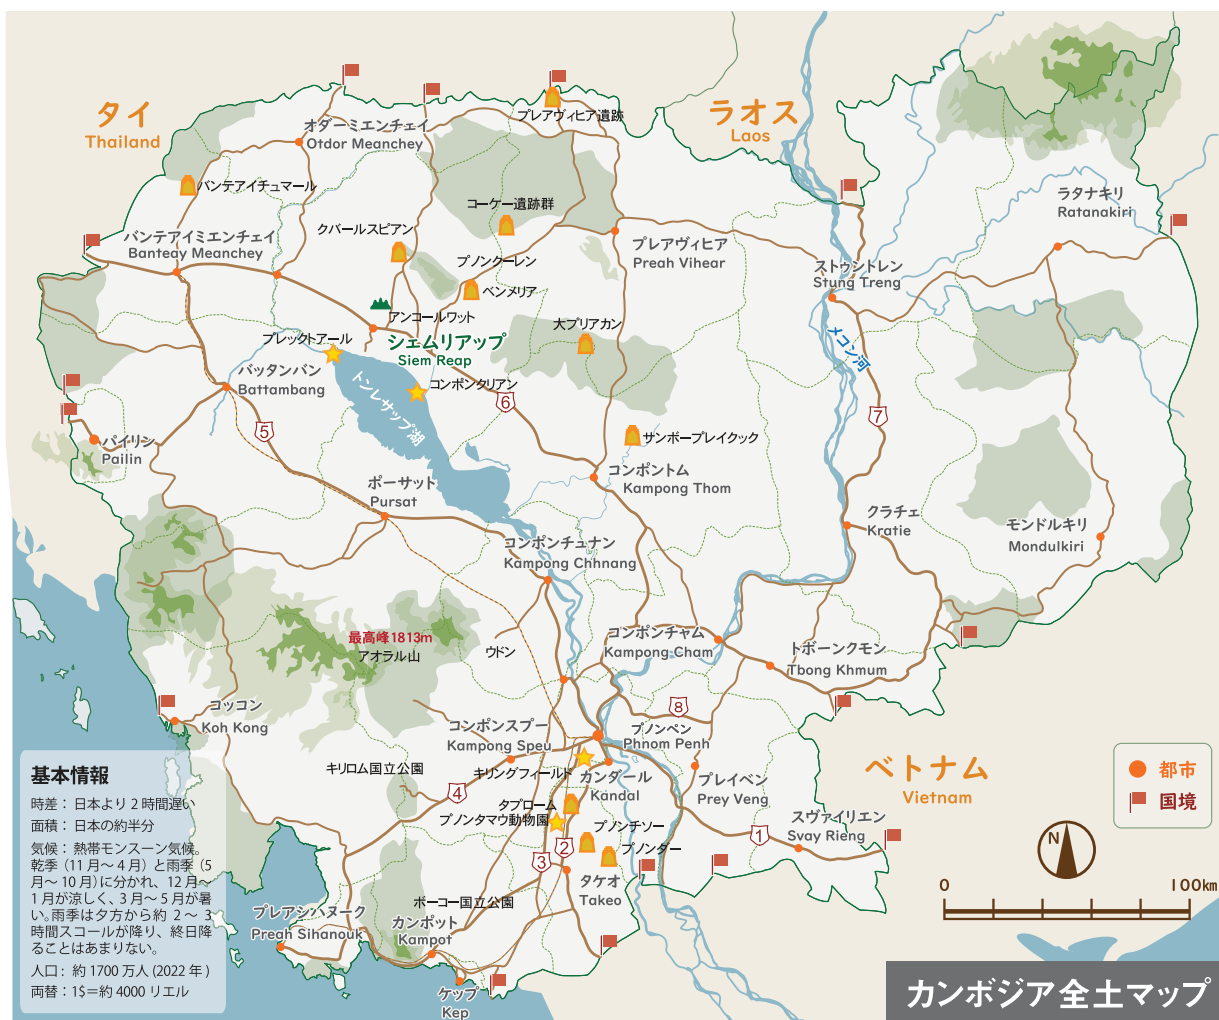 タイ
Thailand
ラオス
Laos
プレアヴィヒア遺跡
オダーミエンチェイ
Otdor Meanchey
バンテアイチュマール
コーケー遺跡群
ラタナキリ
Ratanakiri
クバールスピアン
バンテアイミエンチェイ
Banteay Meanchey
プレアヴィヒア
Preah Vihear
プノンクーレン
ストゥントレン
Stung Treng
ベンメリア
アンコールワット
大プリアカン
プレックトアール
シェムリアップ
Siem Reap
メコン河
バッタンバン
Battambang
コンポンタリアン
トンレサップ湖
6
7
5
パイリン
Pailin
サンボープレイクック
コンポントム
Kampong Thom
ポーサット
Pursat
クラチェ
Kratie
モンドルキリ
Mondulkiri
コンポンチュナン
Kampong Chhnang
最高峰1813m
アオラル山
ウドン
コンポンチャム
Kampong Cham
トボーンクモン
Tbong Khmum
コッコン
Koh Kong
8
コンポンスプー
Kampong Speu
プノンペン
Phnom Penh
キリロム国立公園
キリングフィールド
カンダール
Kandal
プレイベン
Prey Veng
ベトナム
Vietnam
都市
国境
4
タプローム
プノンタマウ動物園
プノンチソー
プノンダー
スヴァイリエン
Svay Rieng
1
3
2
タケオ
Takeo
ボーコー国立公園
プレアシハヌーク
Preah Sihanouk
カンポット
Kampot
ケップ
Kep
N
0
100km
基本情報
時差：日本より2時間遅い
面積：日本の約半分
気候：熱帯モンスーン気候。
乾季（11月〜4月）と雨季（5
月〜10月）に分かれ、12月〜
1月が涼しく、3月〜5月が暑
い。雨季は夕方から約 2 〜 3
時間スコールが降り、終日降
ることはあまりない。
人口：約1700万人(2022年)
両替：1$＝約4000 リエル
カンボジア全土マップ